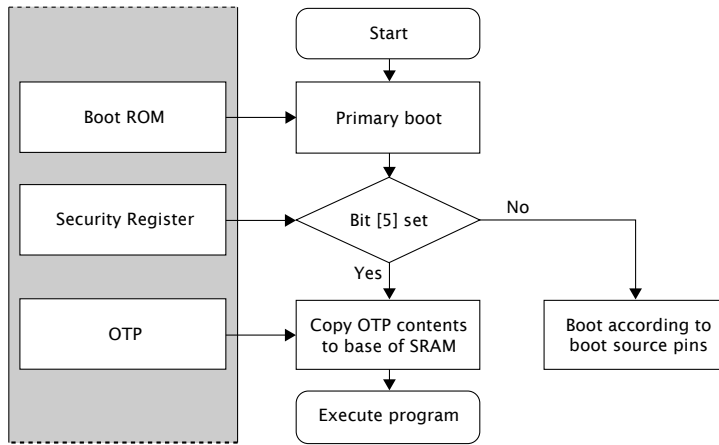 Start
Boot ROM
Primary boot
Security Register
Bit [5] set
No
Yes
OTP
Copy OTP contents
to base of SRAM
Boot according to
boot source pins
Execute program